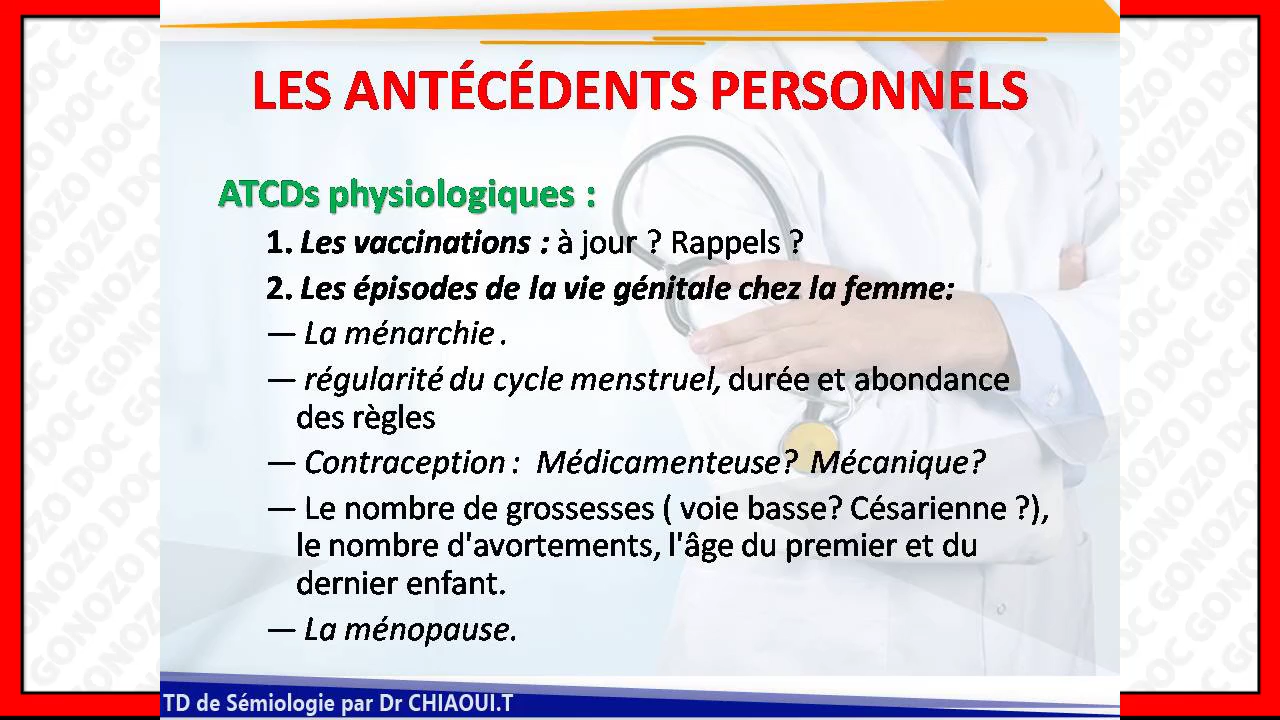 LES ANTÉCÉDENTS PERSONNELS
ATCDs physiologiques :
1. Les vaccinations : à jour ? Rappels ?
2. Les épisodes de la vie génitale chez la femme:
— La ménarchie .
— régularité du cycle menstruel, durée et abondance
des règles
— Contraception : Médicamenteuse? Mécanique?
— Le nombre de grossesses ( voie basse? Césarienne ?),
le nombre d'avortements, l'âge du premier et du
dernier enfant.
— La ménopause.
TD de Sémiologie par Dr CHIAOUI.T
DOC GONOZO